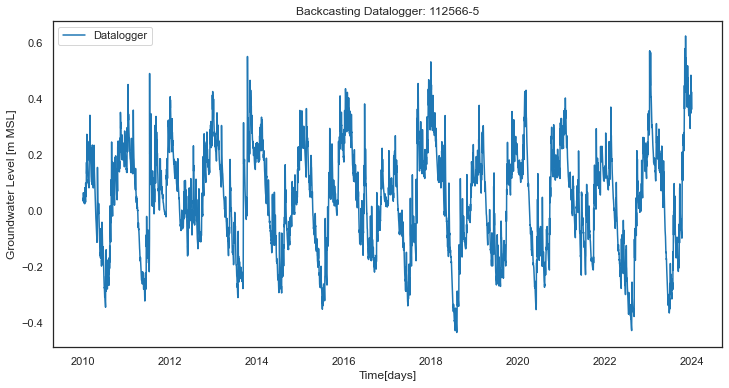 Backcasting Datalogger: 112566-5
Datalogger
Groundwater Level [m MSL]
0.6
0.4
0.2
0.0
−0.2
−0.4
2010 2012 2014 2016 2018 2020 2022 2024
Time[days]